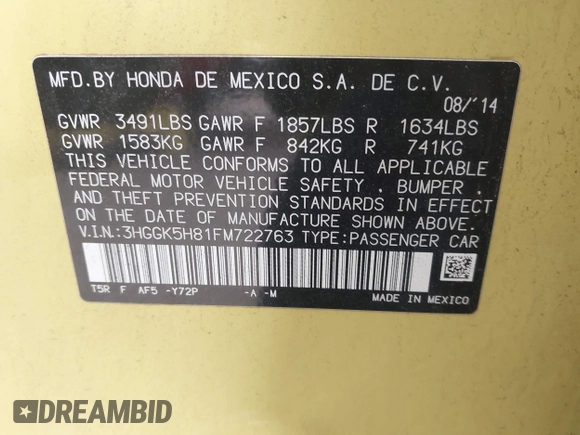 MFD.BY HONDA DE MEXICO S.A. DE C.V.
08/'14
GVWR 3491LBS GAWR F 1857LBS R 1634LBS
GVWR 1583KG GAWR F 842KG R 741KG
THIS VEHICLE CONFORMS TO ALL APPLICABLE
FEDERAL MOTOR VEHICLE SAFETY , BUMPER ,
AND THEFT PREVENTION STANDARDS IN EFFECT
ON THE DATE OF MANUFACTURE SHOWN ABOVE.
V.I.N.:3HGGK5H81FM722763 TYPE:PASSENGER CAR
T5R F AF5 -Y72P -A -M
MADE IN MEXICO
DREAMBID